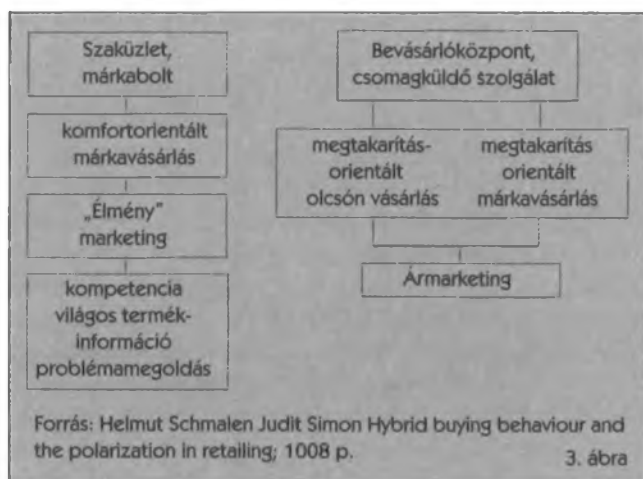 Szaküzlet,
márkabolt
komfortorientált
márkavásárlás
„Élmény”
marketing
kompetencia
világos termék-
információ
problémamegoldás
Bevásárlóközpont,
csomagküldő szolgálat
megtakarítás-
orientált
olcsón vásárlás
megtakarítás
orientált
márkavásárlás
Ármarketing
Forrás: Helmut Schmalen Judit Simon Hybrid buying behaviour and
the polarization in retailing; 1008 p.
3. ábra